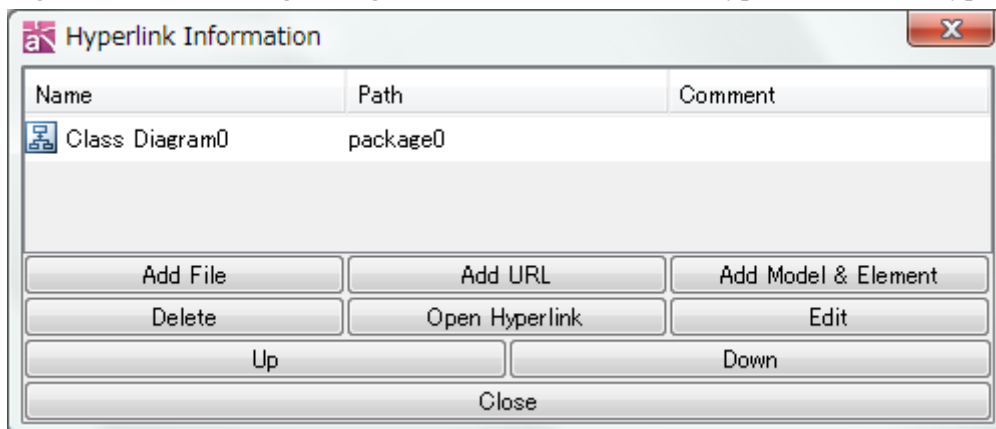 Hyperlink Information
Name Path Comment
Class Diagram0 package0
Add File Add URL Add Model & Element
Delete Open Hyperlink Edit
Up Down
Close